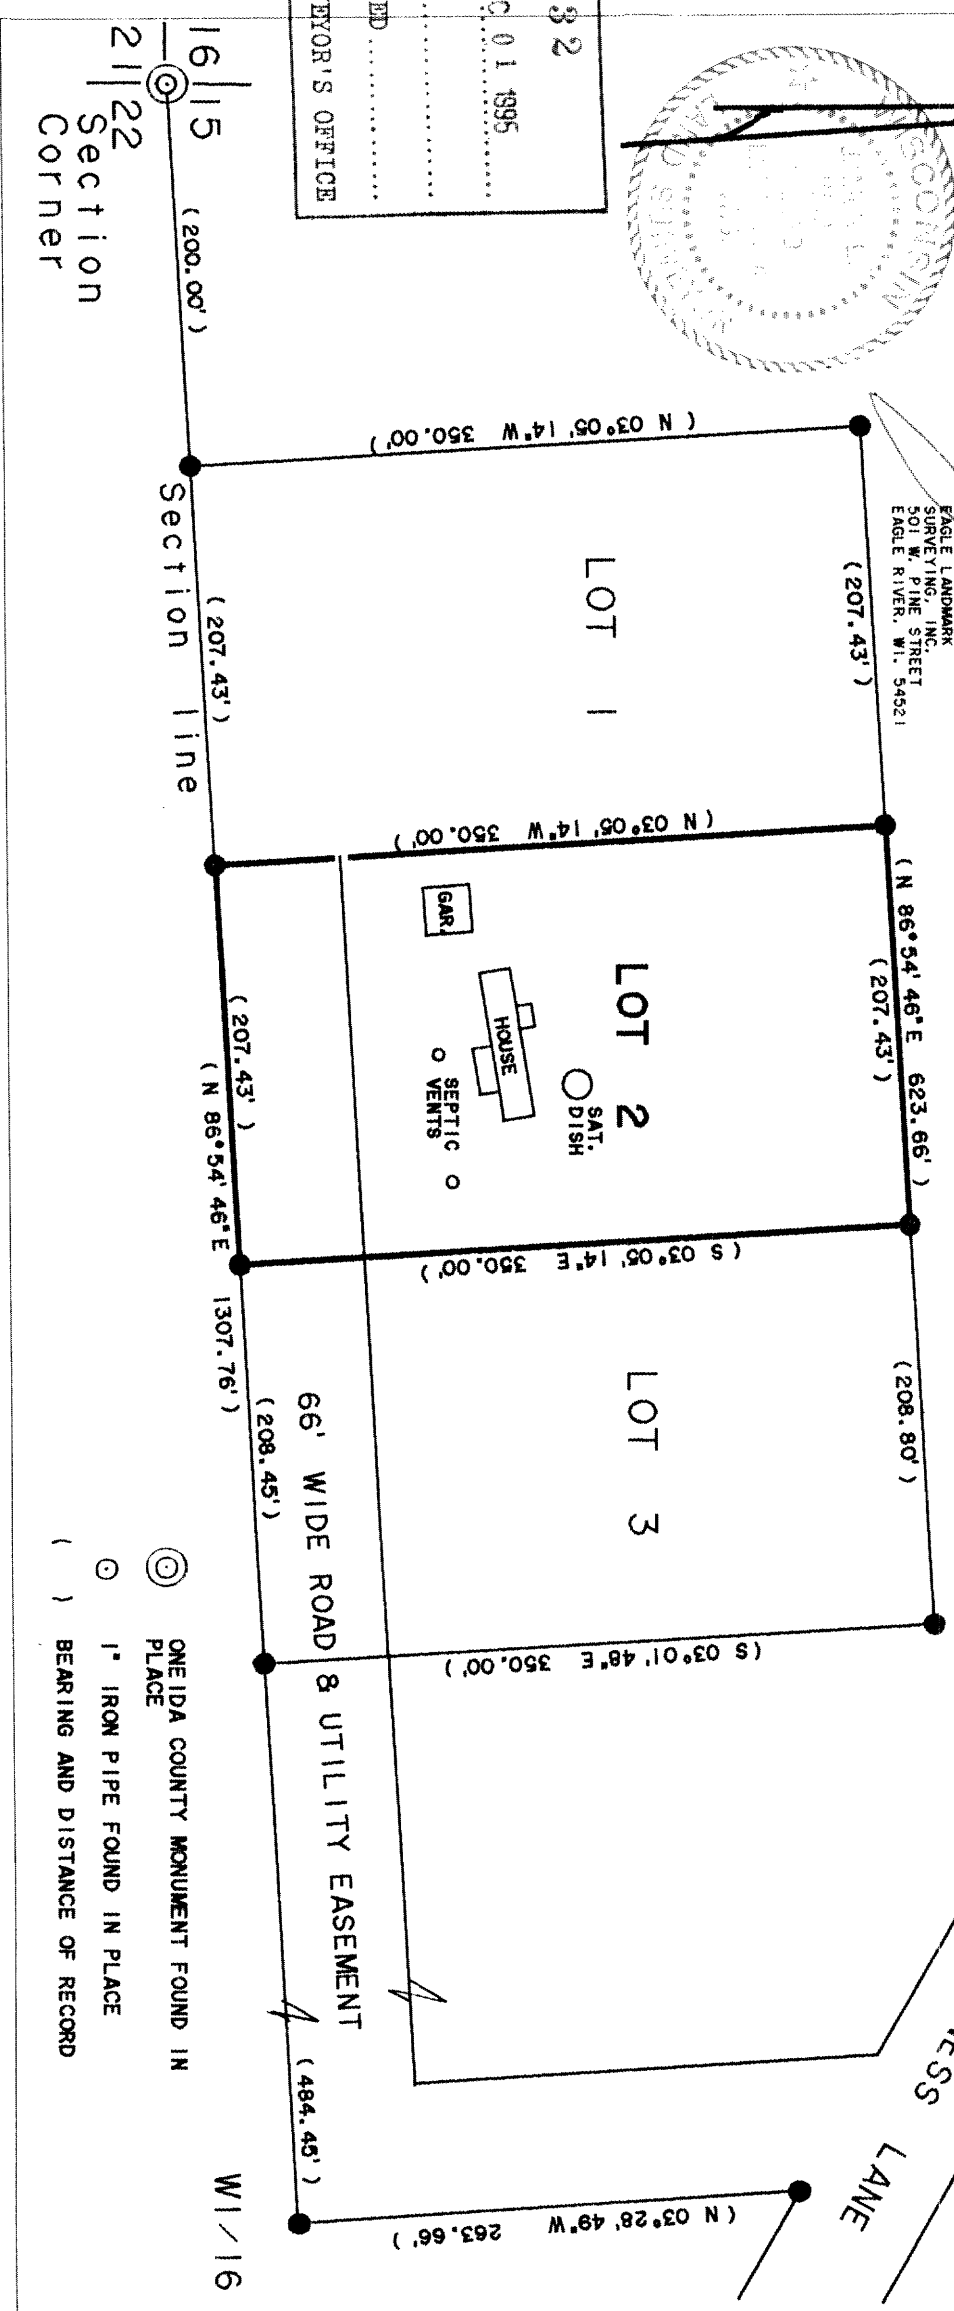 32
C 0 1 1995
ED
EYOR'S OFFICE
WISCONSIN
LAND SURVEYOR
EAGLE LANDMARK
SURVEYING, INC.
501 W. PINE STREET
EAGLE RIVER, WI. 54521
16 15
21 22
Section
Corner
(200.00')
( N 03°05'14"W 350.00')
(207.43')
LOT 1
(207.43')
Section line
( N 03°05'14"W 350.00')
( N 86°54'46"E 623.66' )
(207.43')
LOT 2
SAT.
DISH
GAR.
HOUSE
SEPTIC
VENTS
(207.43')
( N 86°54'46"E 1307.76' )
( S 03°05'14"E 350.00')
(208.80')
LOT 3
(208.45')
( S 03°01'48"E 350.00')
66' WIDE ROAD & UTILITY EASEMENT
(484.45')
( N 03°28'49"W 263.66' )
ESS LANE
W1/16
ONEIDA COUNTY MONUMENT FOUND IN
PLACE
1" IRON PIPE FOUND IN PLACE
( ) BEARING AND DISTANCE OF RECORD